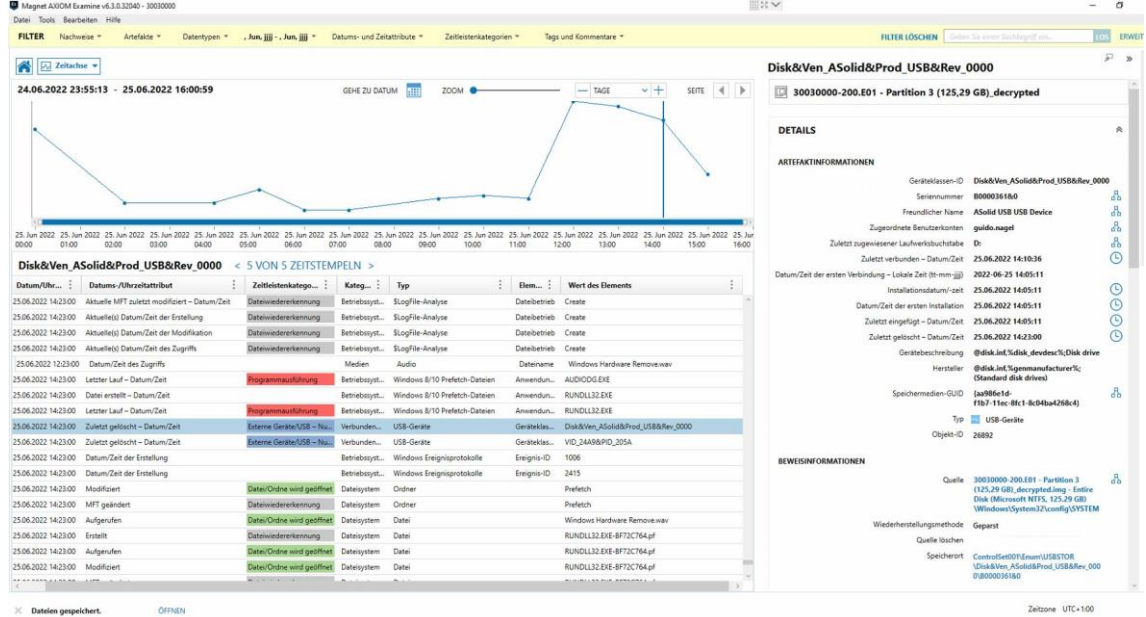 Magnet AXIOM Examine v6.3.0.32040 - 30030000
Datei Tools Bearbeiten Hilfe
FILTER Nachweise Artefakte Datentypen , Jun, jjjj - , Jun, jjjj Datums- und Zeitattribute Zeitleistenkategorien Tags und Kommentare FILTER LÖSCHEN Geben Sie einen Suchbegriff ein... LOS ERWEIT
Zeitachse
24.06.2022 23:55:13 - 25.06.2022 16:00:59 GEHE ZU DATUM ZOOM TAGE SEITE
25. Jun 2022 25. Jun 2022 25. Jun 2022 25. Jun 2022 25. Jun 2022 25. Jun 2022 25. Jun 2022 25. Jun 2022 25. Jun 2022 25. Jun 2022 25. Jun 2022 25. Jun 2022 25. Jun 2022 25. Jun 2022 25. Jun 2022 25. Jun 2022 25. Jur
00:00 01:00 02:00 03:00 04:00 05:00 06:00 07:00 08:00 09:00 10:00 11:00 12:00 13:00 14:00 15:00 16:00
Disk&Ven_ASolid&Prod_USB&Rev_0000 < 5 VON 5 ZEITSTEMPELN >
Datum/Uhr... Datums-/Uhrzeitattribut Zeitleistenkatego... Kateg... Typ Elem... Wert des Elements
25.06.2022 14:23:00 Aktuelle MFT zuletzt modifiziert – Datum/Zeit Dateiwiedererkennung Betriebssyst... $LogFile-Analyse Dateibetrieb Create
25.06.2022 14:23:00 Aktuelle(s) Datum/Zeit der Erstellung Dateiwiedererkennung Betriebssyst... $LogFile-Analyse Dateibetrieb Create
25.06.2022 14:23:00 Aktuelle(s) Datum/Zeit der Modifikation Dateiwiedererkennung Betriebssyst... $LogFile-Analyse Dateibetrieb Create
25.06.2022 14:23:00 Aktuelle(s) Datum/Zeit des Zugriffs Dateiwiedererkennung Betriebssyst... $LogFile-Analyse Dateibetrieb Create
25.06.2022 12:23:00 Datum/Zeit des Zugriffs Medien Audio Dateiname Windows Hardware Remove.wav
25.06.2022 14:23:00 Letzter Lauf – Datum/Zeit Programmausführung Betriebssyst... Windows 8/10 Prefetch-Dateien Anwendun... AUDIODG.EXE
25.06.2022 14:23:00 Datei erstellt – Datum/Zeit Betriebssyst... Windows 8/10 Prefetch-Dateien Anwendun... RUNDLL32.EXE
25.06.2022 14:23:00 Letzter Lauf – Datum/Zeit Programmausführung Betriebssyst... Windows 8/10 Prefetch-Dateien Anwendun... RUNDLL32.EXE
25.06.2022 14:23:00 Zuletzt gelöscht – Datum/Zeit Externe Geräte/USB – Nu... Verbunden... USB-Geräte Geräteklas... Disk&Ven_ASolid&Prod_USB&Rev_0000
25.06.2022 14:23:00 Zuletzt gelöscht – Datum/Zeit Externe Geräte/USB – Nu... Verbunden... USB-Geräte Geräteklas... VID_24A9&PID_205A
25.06.2022 14:23:00 Datum/Zeit der Erstellung Betriebssyst... Windows Ereignisprotokolle Ereignis-ID 1006
25.06.2022 14:23:00 Datum/Zeit der Erstellung Betriebssyst... Windows Ereignisprotokolle Ereignis-ID 2415
25.06.2022 14:23:00 Modifiziert Datei/Ordne wird geöffnet Dateisystem Ordner Prefetch
25.06.2022 14:23:00 MFT geändert Dateiwiedererkennung Dateisystem Ordner Prefetch
25.06.2022 14:23:00 Aufgerufen Datei/Ordne wird geöffnet Dateisystem Datei Windows Hardware Remove.wav
25.06.2022 14:23:00 Erstellt Dateiwiedererkennung Dateisystem Datei RUNDLL32.EXE-BF72C764.pf
25.06.2022 14:23:00 Aufgerufen Datei/Ordne wird geöffnet Dateisystem Datei RUNDLL32.EXE-BF72C764.pf
25.06.2022 14:23:00 Modifiziert Datei/Ordne wird geöffnet Dateisystem Datei RUNDLL32.EXE-BF72C764.pf
Disk&Ven_ASolid&Prod_USB&Rev_0000
30030000-200.E01 - Partition 3 (125,29 GB)_decrypted
DETAILS
ARTEFAKTINFORMATIONEN
Geräteklassen-ID Disk&Ven_ASolid&Prod_USB&Rev_0000
Seriennummer B0000361&0
Freundlicher Name ASolid USB USB Device
Zugeordnete Benutzerkonten guido.nagel
Zuletzt zugewiesener Laufwerksbuchstabe D:
Zuletzt verbunden – Datum/Zeit 25.06.2022 14:10:36
Datum/Zeit der ersten Verbindung – Lokale Zeit (tt-mm-jjjj) 2022-06-25 14:05:11
Installationsdatum/-zeit 25.06.2022 14:05:11
Datum/Zeit der ersten Installation 25.06.2022 14:05:11
Zuletzt eingefügt – Datum/Zeit 25.06.2022 14:05:11
Zuletzt gelöscht – Datum/Zeit 25.06.2022 14:23:00
Gerätebeschreibung @disk.inf,%disk_devdesc%;Disk drive
Hersteller @disk.inf,%genmanufacturer%;
(Standard disk drives)
Speichermedien-GUID {aa986e1d-
f1b7-11ec-8fc1-8c04ba4268c4}
Typ USB-Geräte
Objekt-ID 26892
BEWEISINFORMATIONEN
Quelle 30030000-200.E01 - Partition 3
(125,29 GB)_decrypted.img - Entire
Disk (Microsoft NTFS, 125.29 GB)
\Windows\System32\config\SYSTEM
Wiederherstellungsmethode Geparst
Quelle löschen
Speicherort ControlSet001\Enum\USBSTOR
\Disk&Ven_ASolid&Prod_USB&Rev_000
0\B0000361&0
Dateien gespeichert. ÖFFNEN Zeitzone UTC+1:00